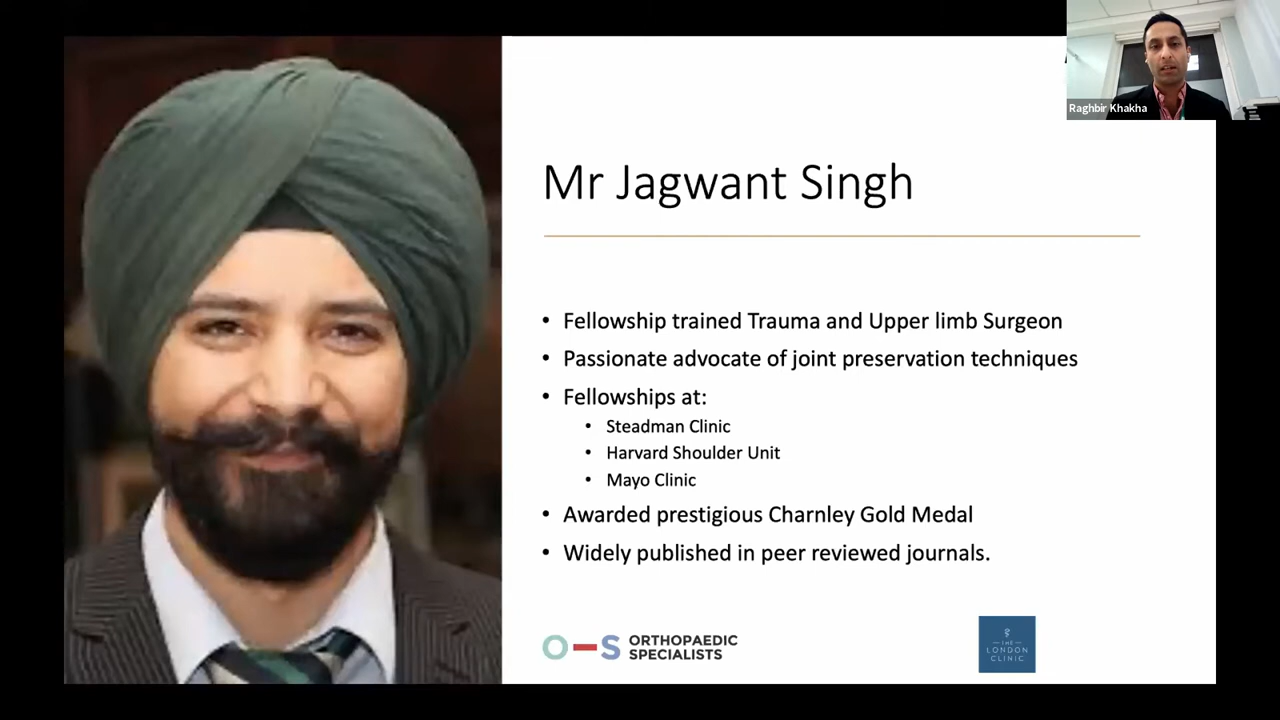 Raghbir Khakha
Mr Jagwant Singh
• Fellowship trained Trauma and Upper limb Surgeon
• Passionate advocate of joint preservation techniques
• Fellowships at:
• Steadman Clinic
• Harvard Shoulder Unit
• Mayo Clinic
• Awarded prestigious Charnley Gold Medal
• Widely published in peer reviewed journals.
O–S ORTHOPAEDIC
SPECIALISTS
THE
LONDON
CLINIC